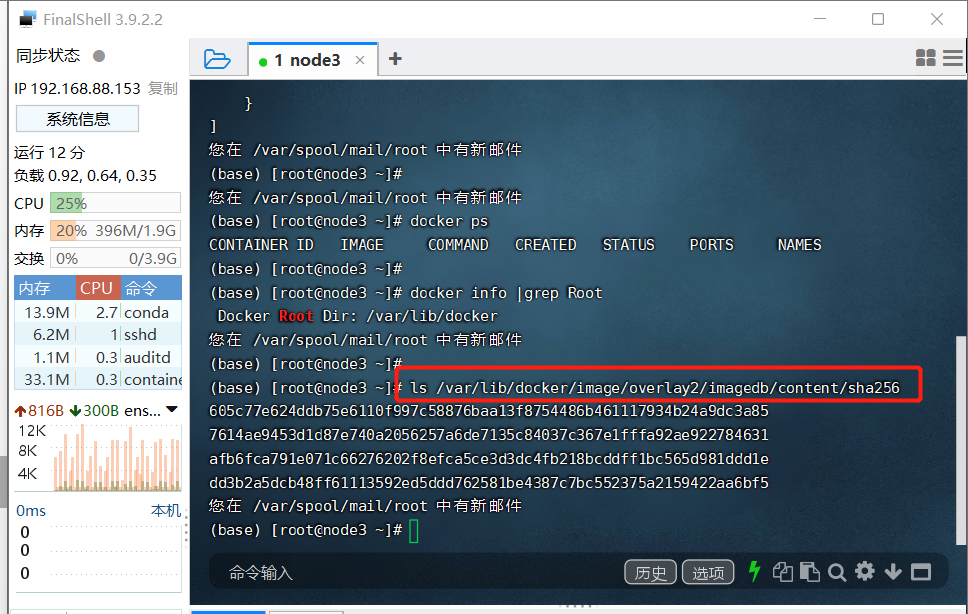 FinalShell 3.9.2.2
同步状态
IP 192.168.88.153 复制
系统信息
运行 12 分
负载 0.92, 0.64, 0.35
CPU 25%
内存 20% 396M/1.9G
交换 0% 0/3.9G
内存 CPU 命令
13.9M 2.7 conda
6.2M 1 sshd
1.1M 0.3 auditd
33.1M 0.3 containe
816B 300B ens...
12K
8K
4K
0ms 本机
0
0
0
1 node3
}
]
您在 /var/spool/mail/root 中有新邮件
(base) [root@node3 ~]#
您在 /var/spool/mail/root 中有新邮件
(base) [root@node3 ~]# docker ps
CONTAINER ID IMAGE COMMAND CREATED STATUS PORTS NAMES
(base) [root@node3 ~]#
(base) [root@node3 ~]# docker info |grep Root
Docker Root Dir: /var/lib/docker
您在 /var/spool/mail/root 中有新邮件
(base) [root@node3 ~]#
(base) [root@node3 ~]# ls /var/lib/docker/image/overlay2/imagedb/content/sha256
605c77e624ddb75e6110f997c58876baa13f8754486b461117934b24a9dc3a85
7614ae9453d1d87e740a2056257a6de7135c84037c367e1fffa92ae922784631
afb6fca791e071c66276202f8efca5ce3d3dc4fb218bcddff1bc565d981ddd1e
dd3b2a5dcb48ff61113592ed5ddd762581be4387c7bc552375a2159422aa6bf5
您在 /var/spool/mail/root 中有新邮件
(base) [root@node3 ~]#
命令输入 历史 选项